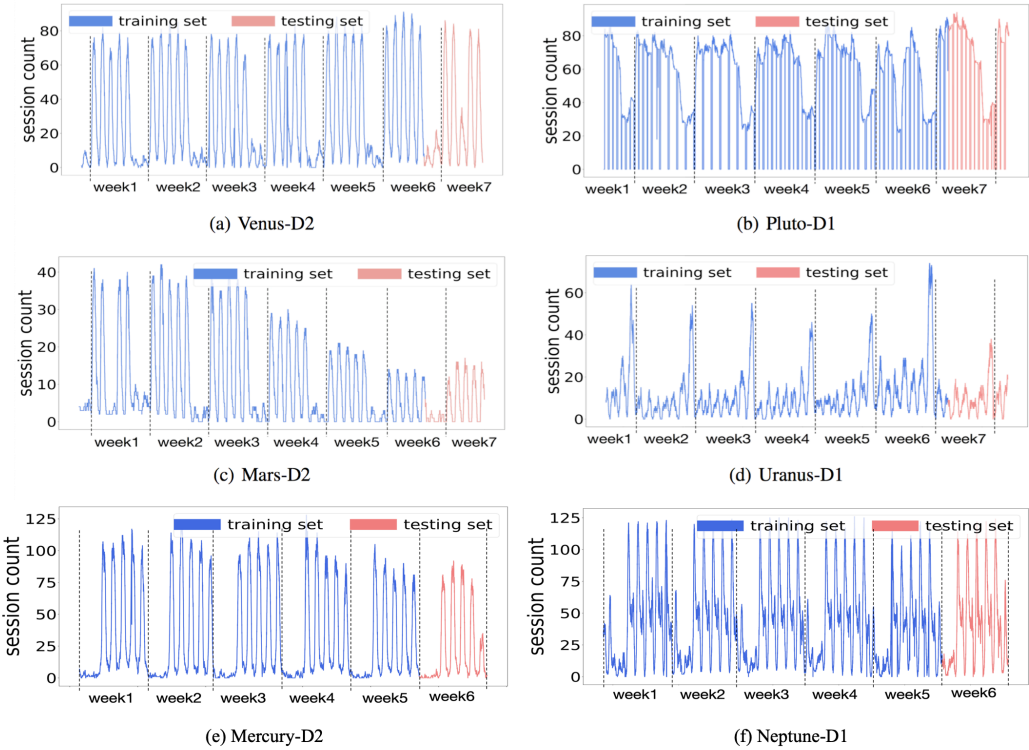 training set testing set
session count
80
60
40
20
0
week1 week2 week3 week4 week5 week6 week7
(a) Venus-D2
training set testing set
session count
80
60
40
20
0
week1 week2 week3 week4 week5 week6 week7
(b) Pluto-D1
training set testing set
session count
40
30
20
10
0
week1 week2 week3 week4 week5 week6 week7
(c) Mars-D2
training set testing set
session count
60
40
20
0
week1 week2 week3 week4 week5 week6 week7
(d) Uranus-D1
training set testing set
session count
125
100
75
50
25
0
week1 week2 week3 week4 week5 week6
(e) Mercury-D2
training set testing set
session count
125
100
75
50
25
0
week1 week2 week3 week4 week5 week6
(f) Neptune-D1